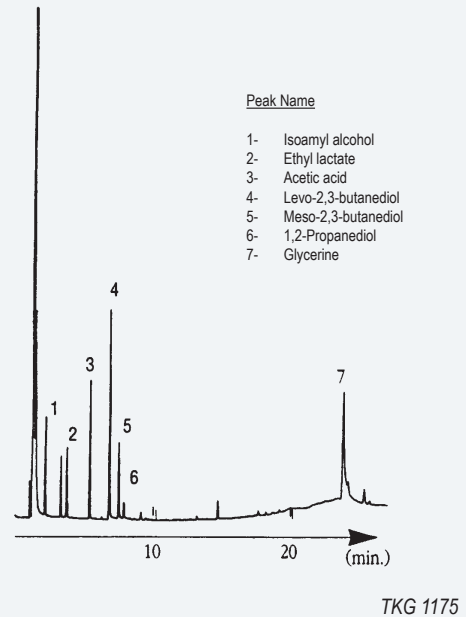 Peak Name
1- Isoamyl alcohol
2- Ethyl lactate
3- Acetic acid
4- Levo-2,3-butanediol
5- Meso-2,3-butanediol
6- 1,2-Propanediol
7- Glycerine
4
3
7
1
2
5
6
10
20
(min.)
TKG 1175